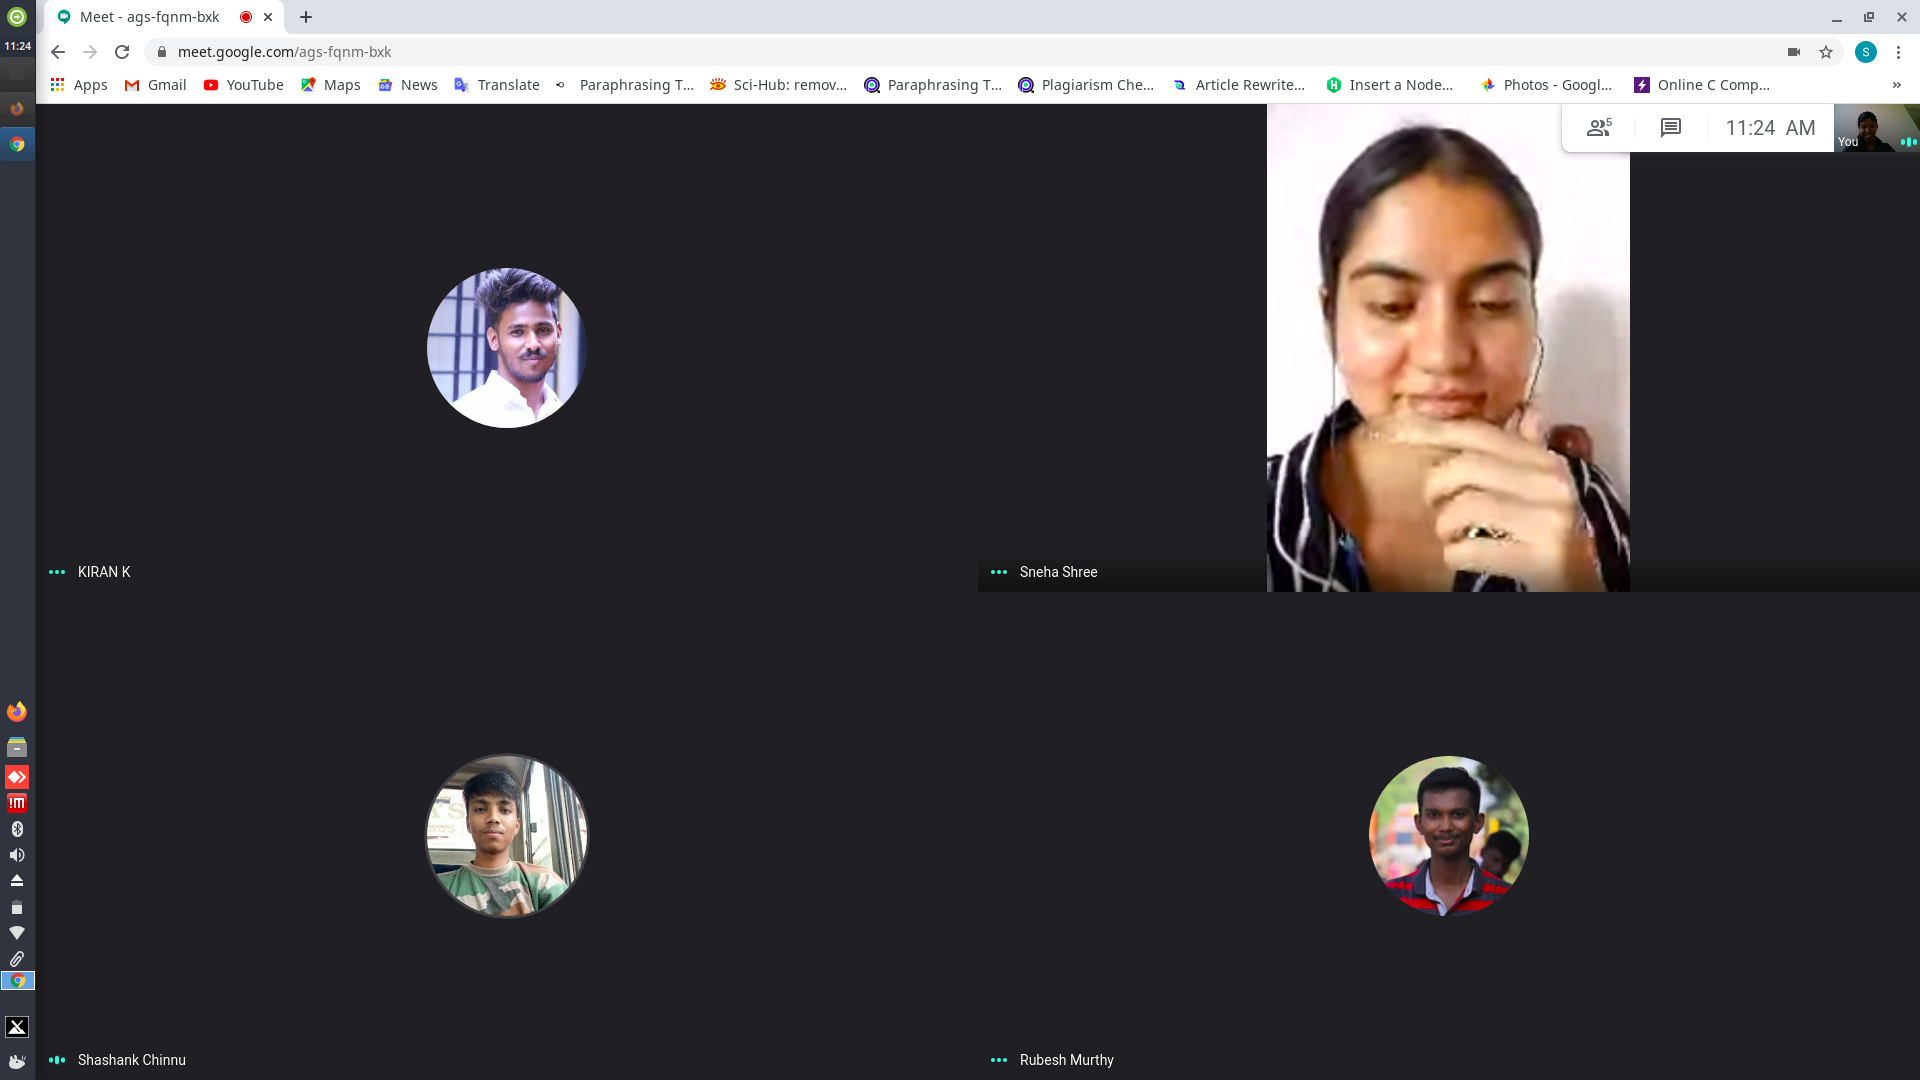 Meet - ags-fqnm-bxk
11:24
meet.google.com/ags-fqnm-bxk
S
Apps
Gmail
YouTube
Maps
News
Translate
Paraphrasing T...
Sci-Hub: remov...
Paraphrasing T...
Plagiarism Che...
Article Rewrite...
Insert a Node...
Photos - Googl...
Online C Comp...
»
5
11:24 AM
You
KIRAN K
Sneha Shree
!m
Shashank Chinnu
Rubesh Murthy